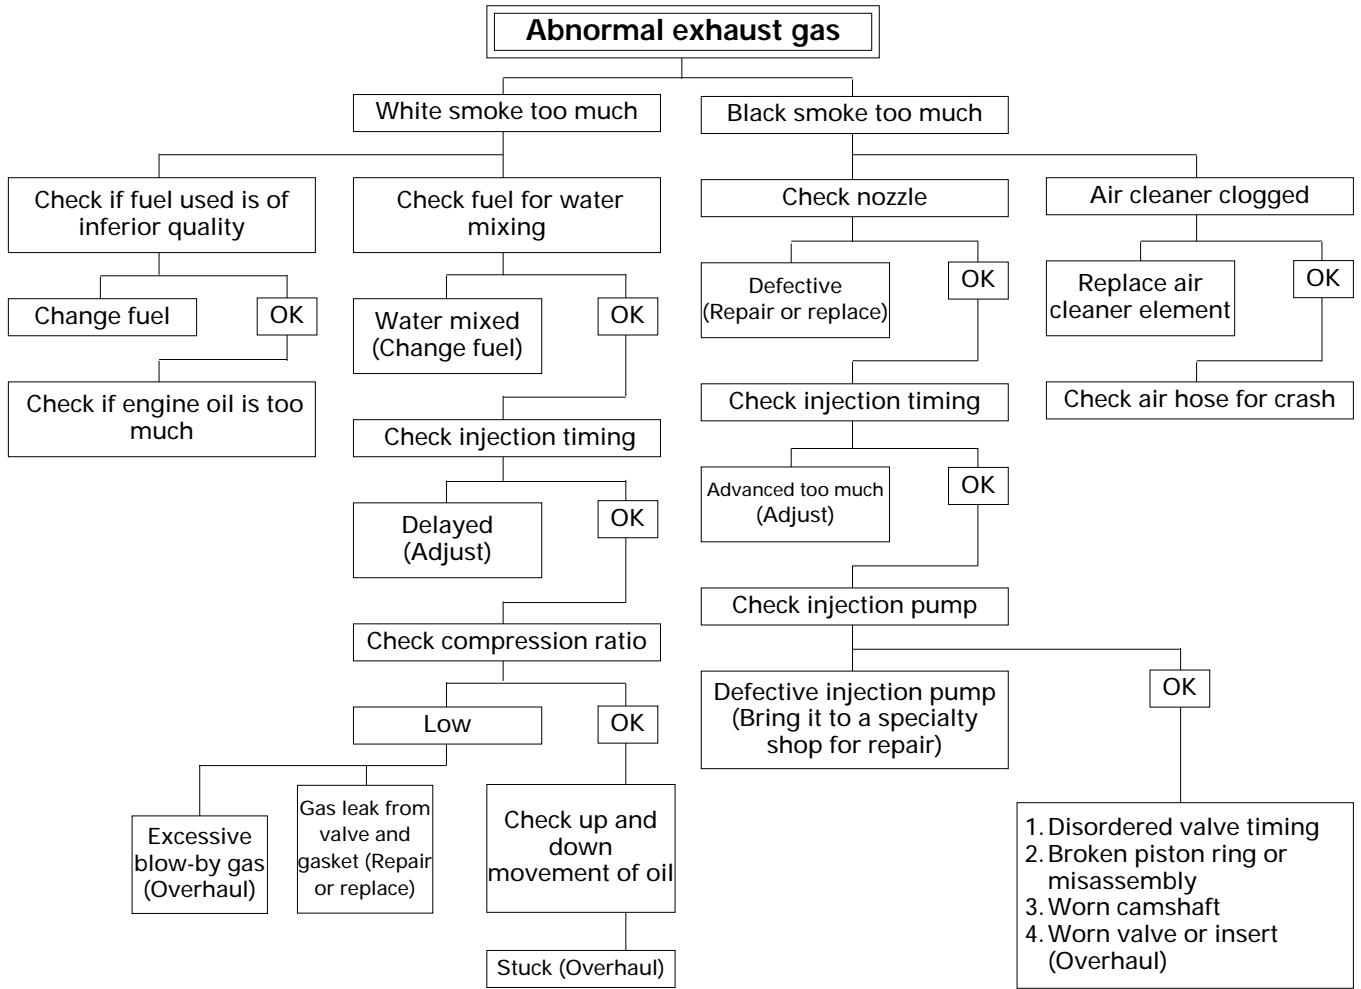 Abnormal exhaust gas
White smoke too much
Black smoke too much
Check if fuel used is of
inferior quality
Check fuel for water
mixing
Check nozzle
Air cleaner clogged
Change fuel
OK
Water mixed
(Change fuel)
OK
Defective
(Repair or replace)
OK
Replace air
cleaner element
OK
Check if engine oil is too
much
Check injection timing
Check injection timing
Check air hose for crash
Delayed
(Adjust)
OK
Advanced too much
(Adjust)
OK
Check compression ratio
Check injection pump
Low
OK
Defective injection pump
(Bring it to a specialty
shop for repair)
OK
Excessive
blow-by gas
(Overhaul)
Gas leak from
valve and
gasket (Repair
or replace)
Check up and
down
movement of oil
1. Disordered valve timing
2. Broken piston ring or
misassembly
3. Worn camshaft
4. Worn valve or insert
(Overhaul)
Stuck (Overhaul)